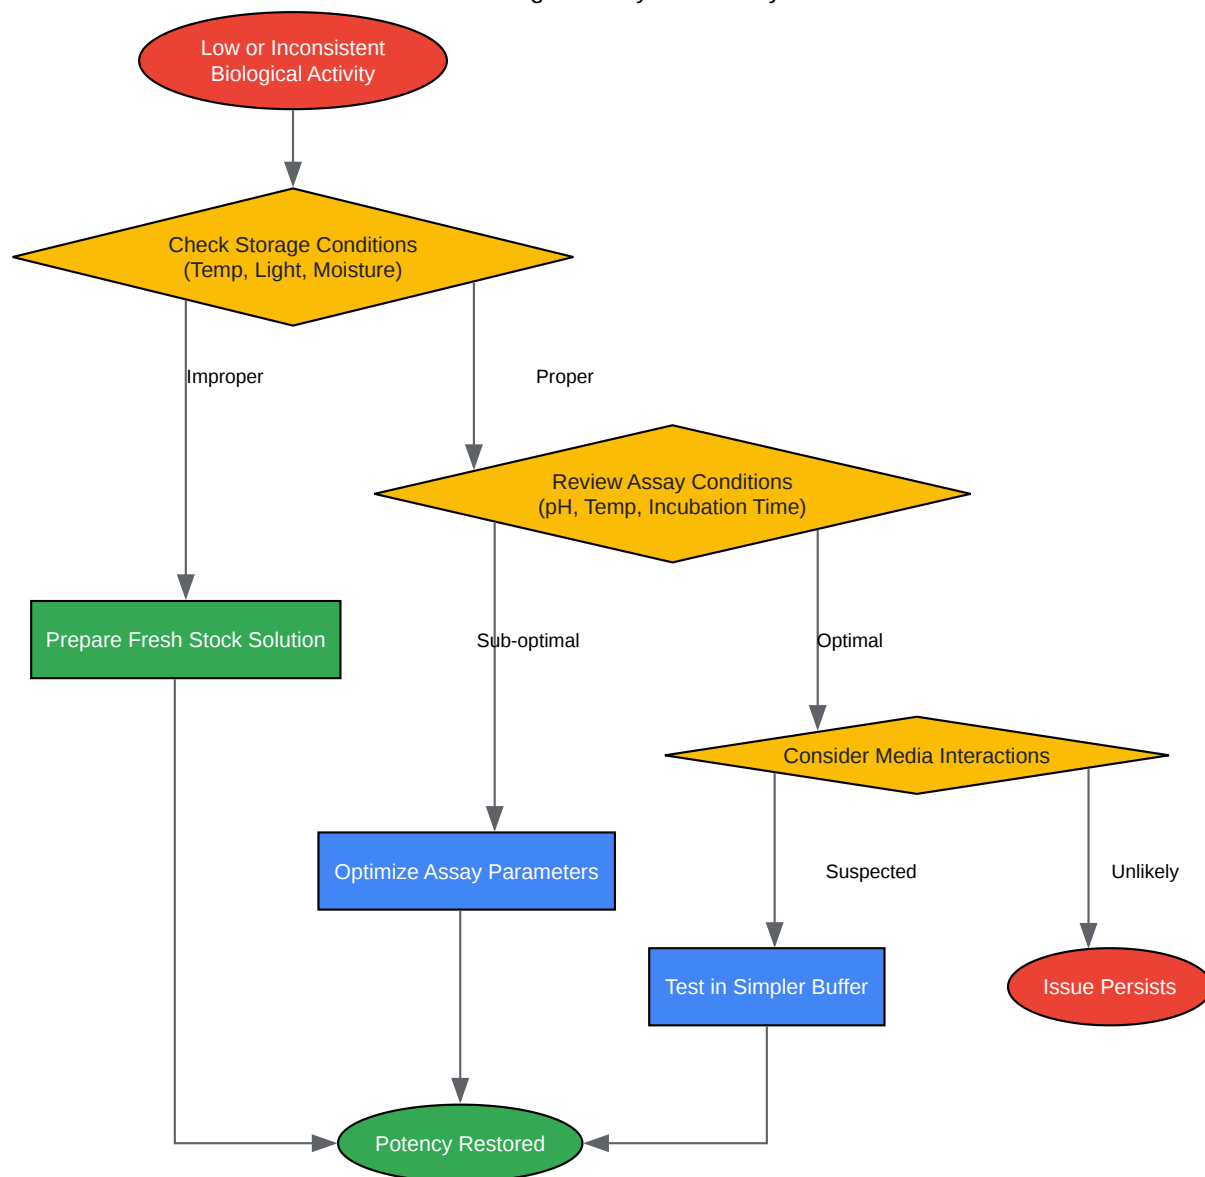 Low or Inconsistent
Biological Activity
Check Storage Conditions
(Temp, Light, Moisture)
Improper
Proper
Review Assay Conditions
(pH, Temp, Incubation Time)
Prepare Fresh Stock Solution
Sub-optimal
Optimal
Consider Media Interactions
Optimize Assay Parameters
Suspected
Unlikely
Test in Simpler Buffer
Issue Persists
Potency Restored